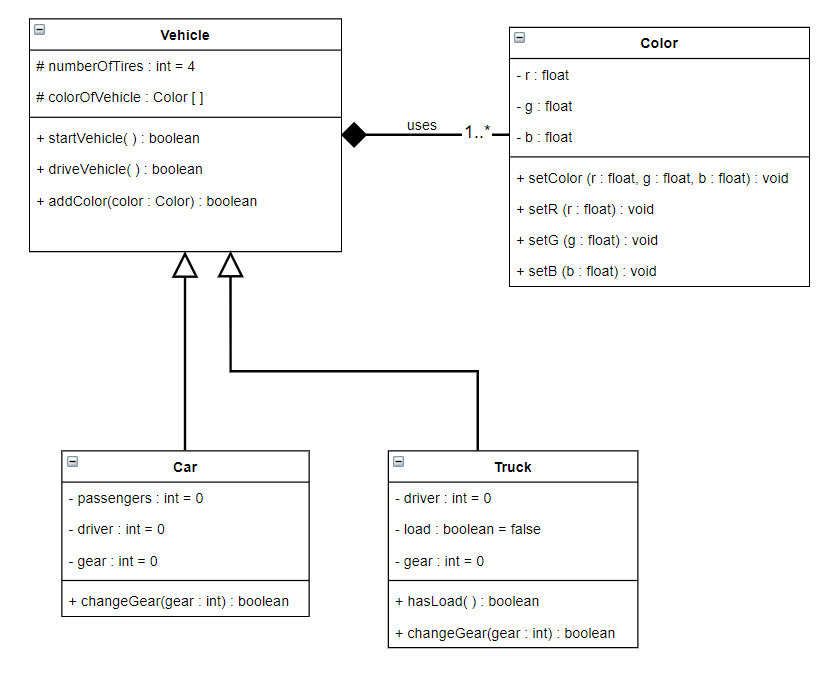 Vehicle
# numberOfTires : int = 4
# colorOfVehicle : Color [ ]
+ startVehicle( ) : boolean
+ driveVehicle( ) : boolean
+ addColor(color : Color) : boolean
uses
1..*
Color
- r : float
- g : float
- b : float
+ setColor (r : float, g : float, b : float) : void
+ setR (r : float) : void
+ setG (g : float) : void
+ setB (b : float) : void
Car
- passengers : int = 0
- driver : int = 0
- gear : int = 0
+ changeGear(gear : int) : boolean
Truck
- driver : int = 0
- load : boolean = false
- gear : int = 0
+ hasLoad( ) : boolean
+ changeGear(gear : int) : boolean